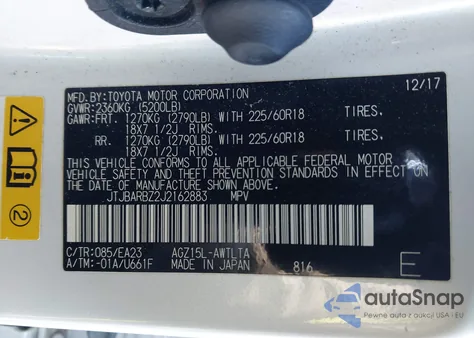 MFD.BY:TOYOTA MOTOR CORPORATION 12/17
GVWR:2360KG (5200LB)
GAWR:FRT. 1270KG (2790LB) WITH 225/60R18 TIRES,
18X7 1/2J RIMS.
RR. 1270KG (2790LB) WITH 225/60R18 TIRES,
18X7 1/2J RIMS.
THIS VEHICLE CONFORMS TO ALL APPLICABLE FEDERAL MOTOR
VEHICLE SAFETY AND THEFT PREVENTION STANDARDS IN EFFECT ON
THE DATE OF MANUFACTURE SHOWN ABOVE.
JTJBARBZ2J2162883 MPV
C/TR:085/EA23 AGZ15L-AWTLTA
A/TM:-01A/U661F MADE IN JAPAN 816 E
2
autoSnap
Pewne auto z aukcji USA i EU